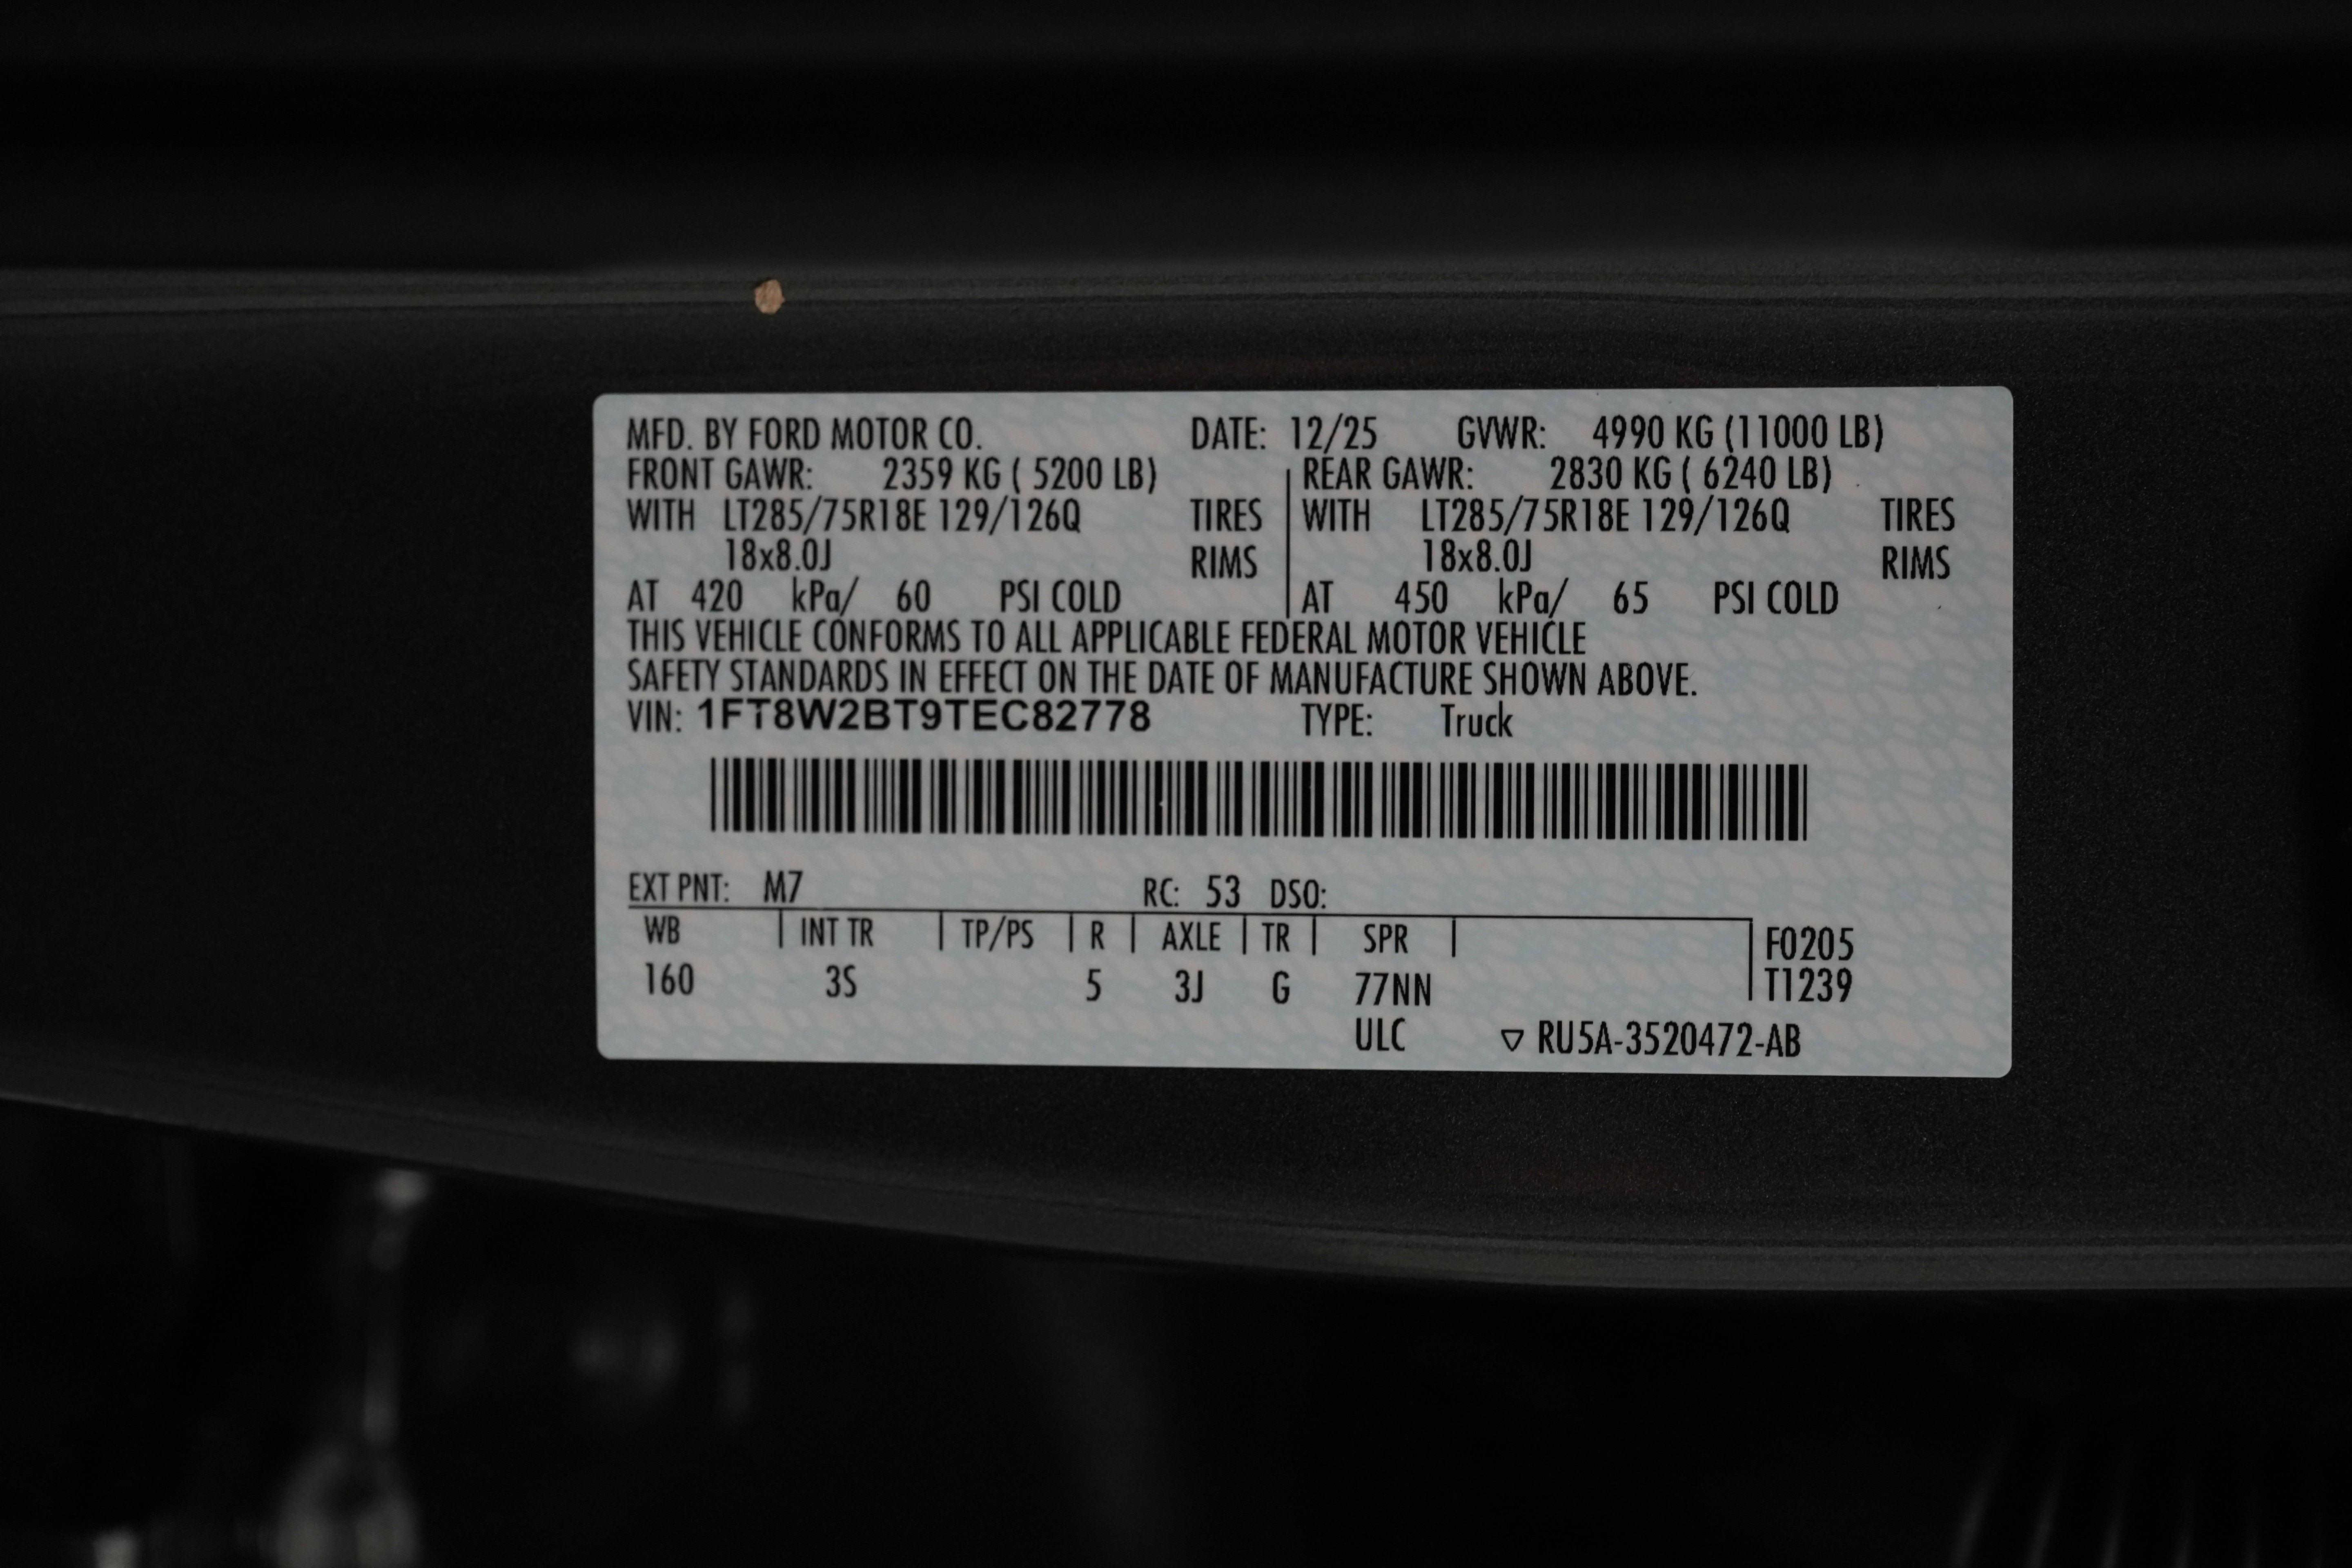 MFD. BY FORD MOTOR CO. DATE: 12/25 GVWR: 4990 KG (11000 LB)
FRONT GAWR: 2359 KG ( 5200 LB) REAR GAWR: 2830 KG ( 6240 LB)
WITH LT285/75R18E 129/126Q TIRES WITH LT285/75R18E 129/126Q TIRES
18x8.0J RIMS 18x8.0J RIMS
AT 420 kPa/ 60 PSI COLD AT 450 kPa/ 65 PSI COLD
THIS VEHICLE CONFORMS TO ALL APPLICABLE FEDERAL MOTOR VEHICLE
SAFETY STANDARDS IN EFFECT ON THE DATE OF MANUFACTURE SHOWN ABOVE.
VIN: 1FT8W2BT9TEC82778 TYPE: Truck
EXT PNT: M7 RC: 53 DSO:
WB INT TR TP/PS R AXLE TR SPR F0205
160 3S 5 3J G 77NN T1239
ULC ▽ RU5A-3520472-AB